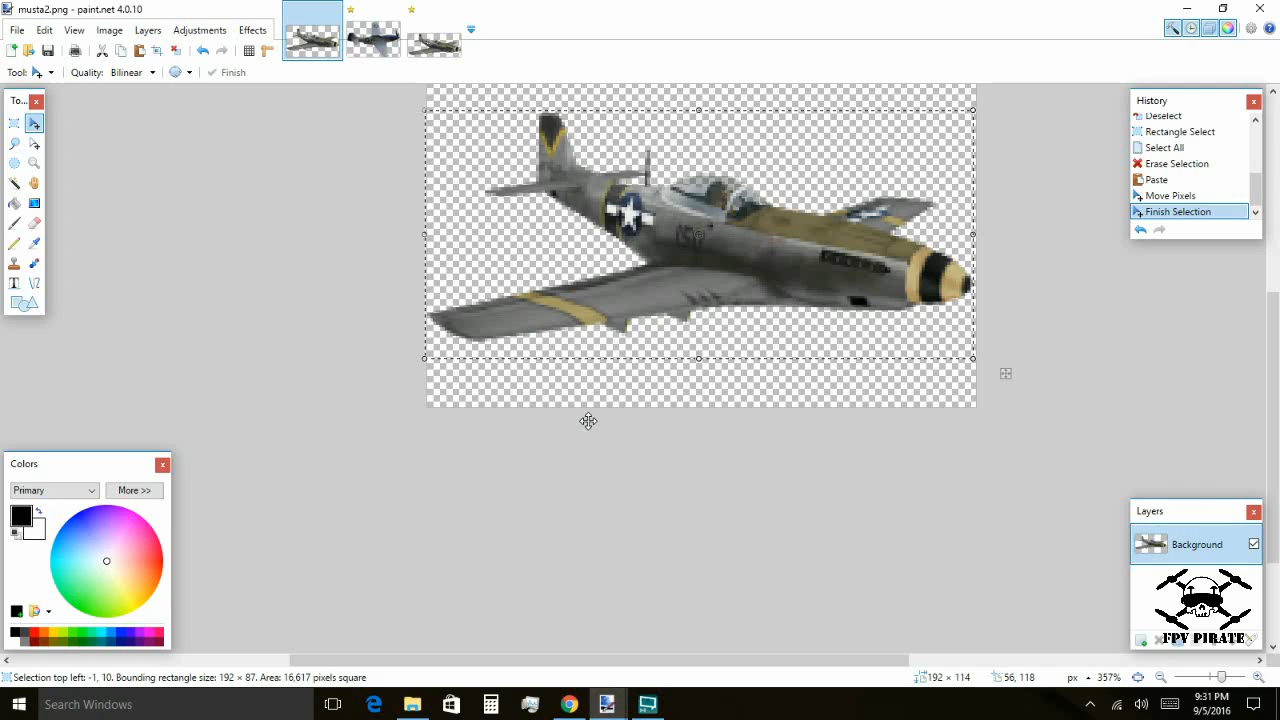 musta2.png - paint.net 4.0.10
File Edit View Image Layers Adjustments Effects
Tool: Quality: Bilinear Finish
To...
History
Deselect
Rectangle Select
Select All
Erase Selection
Paste
Move Pixels
Finish Selection
Colors
Primary More >>
Layers
Background
FPV PIRATE
Selection top left: -1, 10. Bounding rectangle size: 192 × 87. Area: 16,617 pixels square 192 × 114 56, 118 px 357%
Search Windows
9:31 PM
9/5/2016